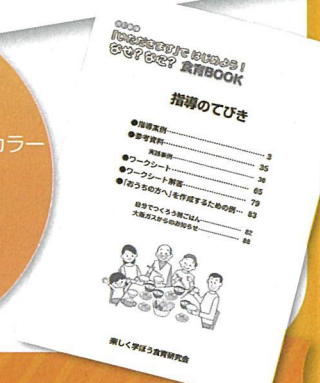 カラー
「いただきます」で はじめよう！
なぜ？なに？ 食育BOOK
指導のてびき
●指導案例 3
●参考資料 35
実践事例 36
●ワークシート 65
●ワークシート解答 79
●「おうちの方へ」を作成するための例 83
自分でつくろう朝ごはん 82
大阪ガスからのお知らせ 88
楽しく学ぼう食育研究会